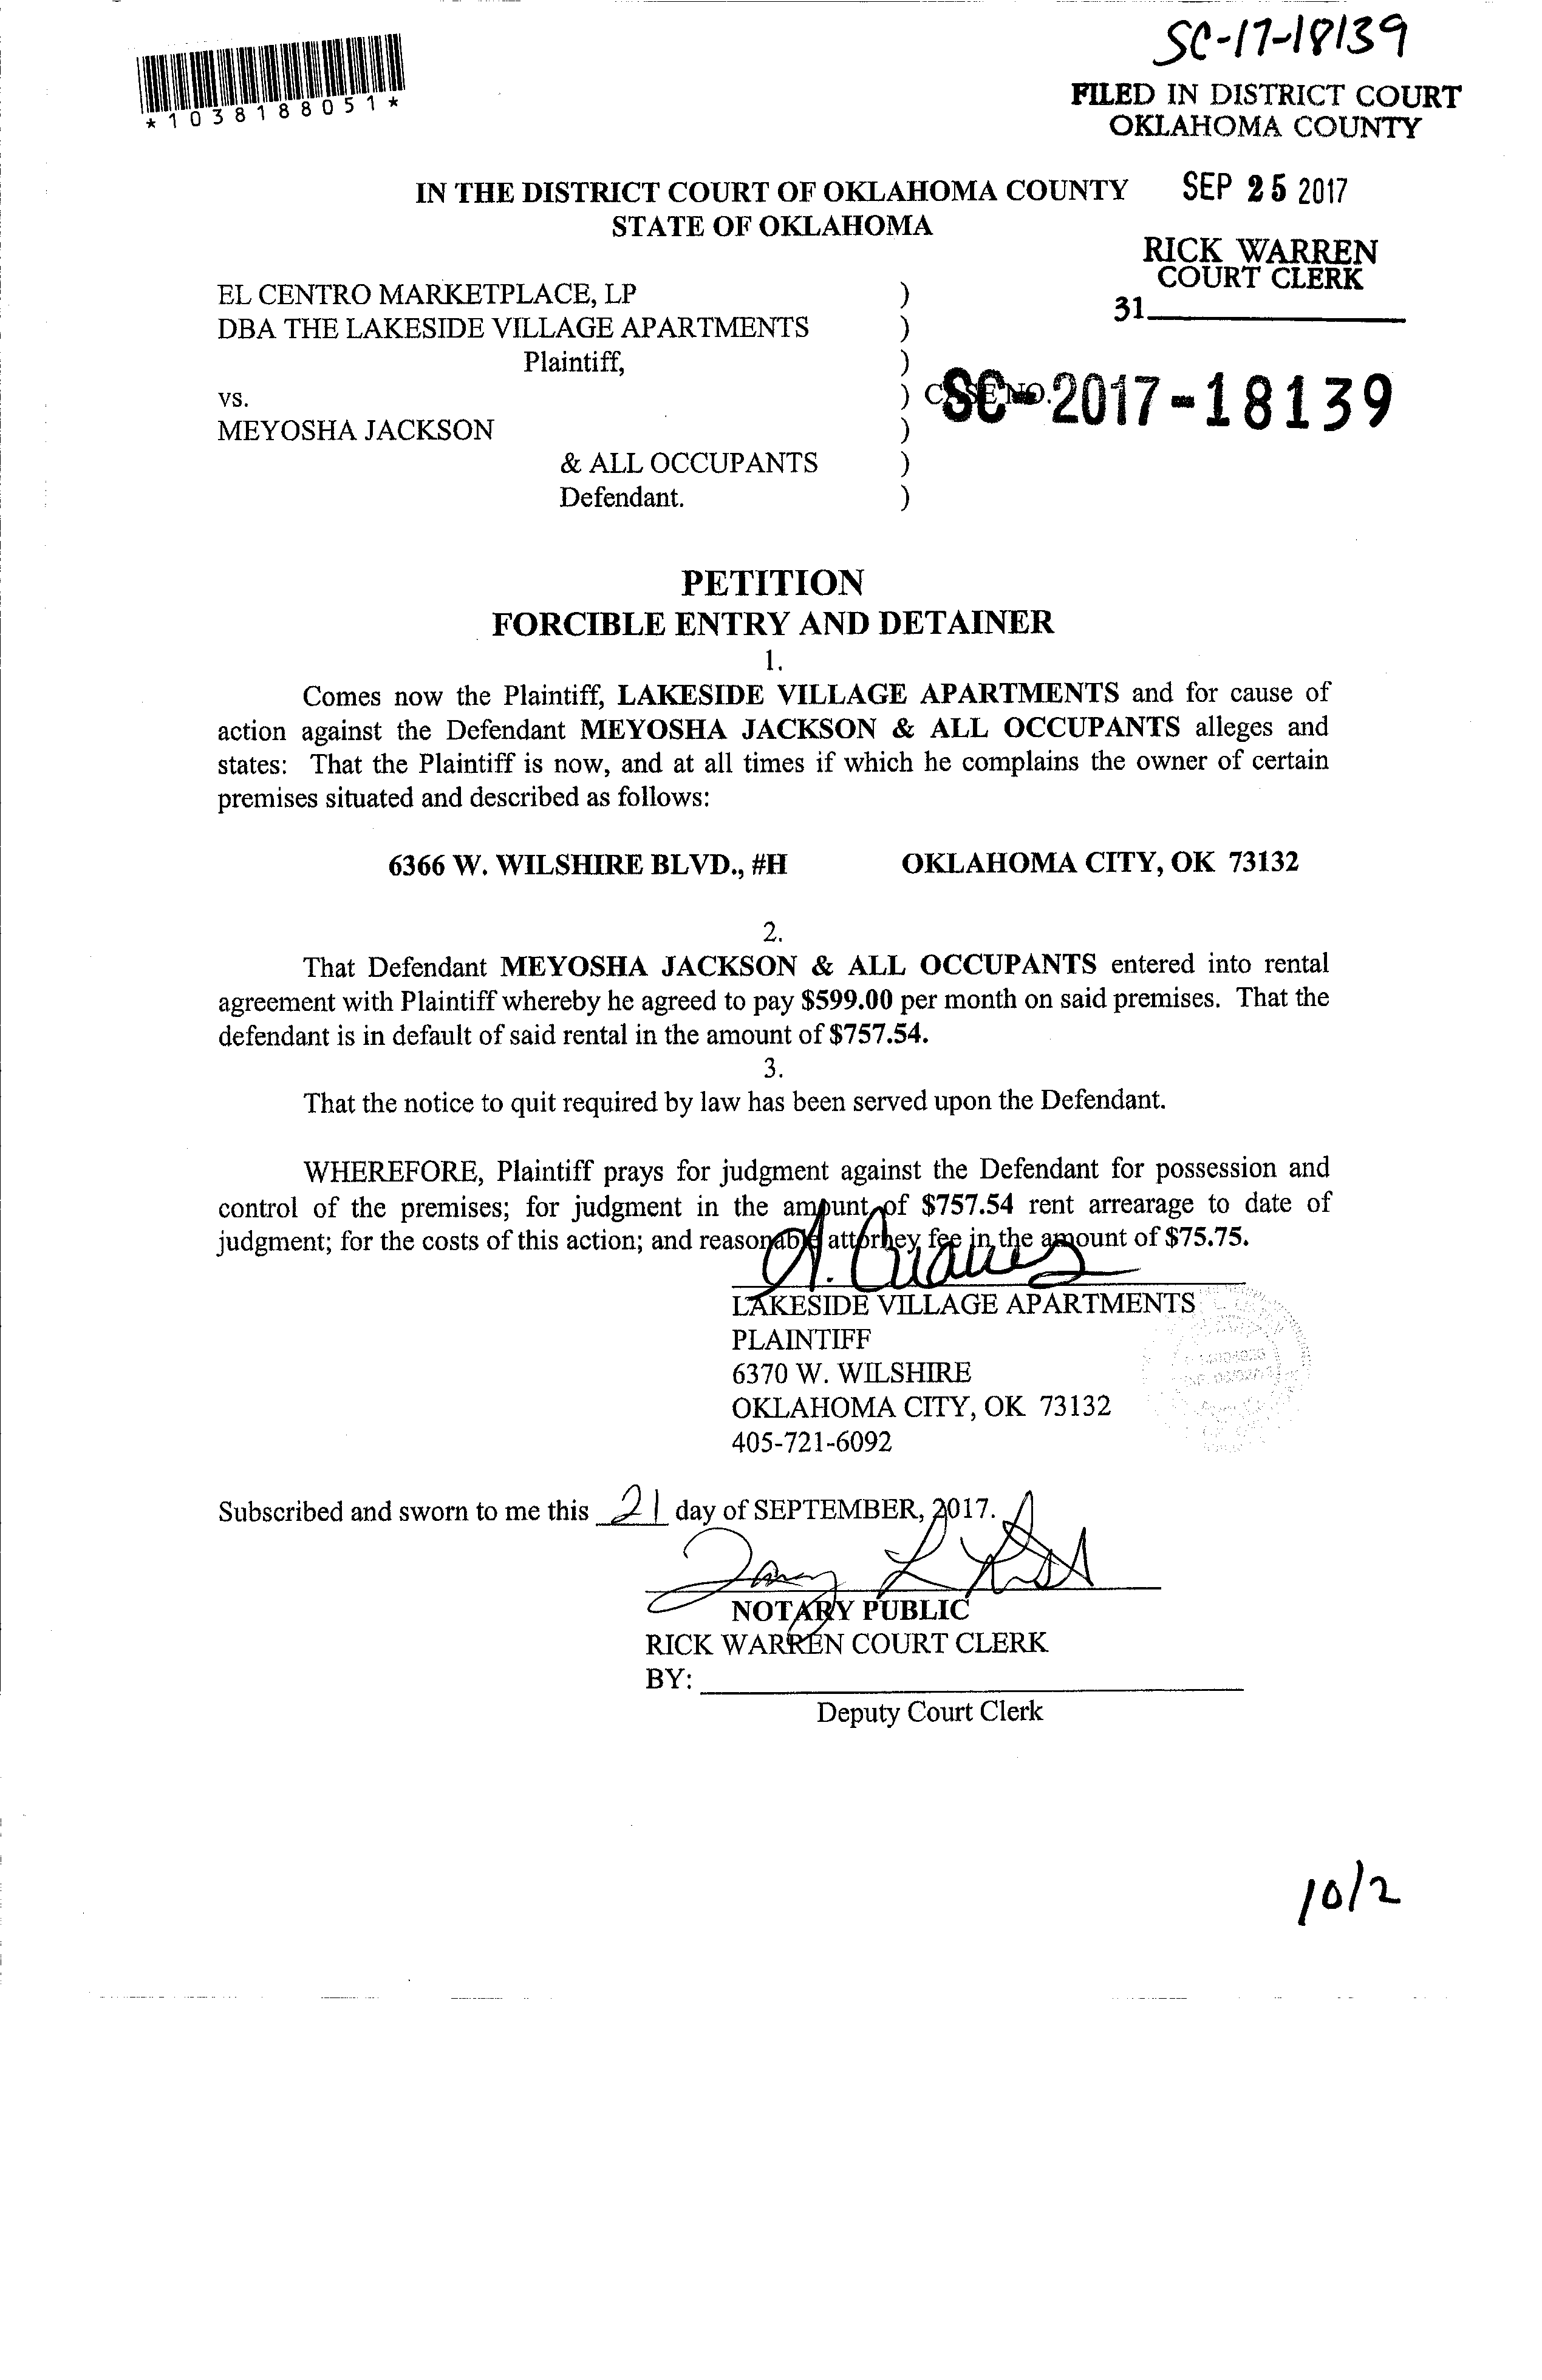 SC-17-18139
*1038188051*
FILED IN DISTRICT COURT
OKLAHOMA COUNTY
IN THE DISTRICT COURT OF OKLAHOMA COUNTY
STATE OF OKLAHOMA
SEP 25 2017
RICK WARREN
COURT CLERK
31
EL CENTRO MARKETPLACE, LP )
DBA THE LAKESIDE VILLAGE APARTMENTS )
Plaintiff, )
vs. ) CASE NO. SC-2017-18139
MEYOSHA JACKSON )
& ALL OCCUPANTS )
Defendant. )
PETITION
FORCIBLE ENTRY AND DETAINER
1.
Comes now the Plaintiff, LAKESIDE VILLAGE APARTMENTS and for cause of
action against the Defendant MEYOSHA JACKSON & ALL OCCUPANTS alleges and
states: That the Plaintiff is now, and at all times if which he complains the owner of certain
premises situated and described as follows:
6366 W. WILSHIRE BLVD., #H OKLAHOMA CITY, OK 73132
2.
That Defendant MEYOSHA JACKSON & ALL OCCUPANTS entered into rental
agreement with Plaintiff whereby he agreed to pay $599.00 per month on said premises. That the
defendant is in default of said rental in the amount of $757.54.
3.
That the notice to quit required by law has been served upon the Defendant.
WHEREFORE, Plaintiff prays for judgment against the Defendant for possession and
control of the premises; for judgment in the amount of $757.54 rent arrearage to date of
judgment; for the costs of this action; and reasonable attorney fee in the amount of $75.75.
LAKESIDE VILLAGE APARTMENTS
PLAINTIFF
6370 W. WILSHIRE
OKLAHOMA CITY, OK 73132
405-721-6092
Subscribed and sworn to me this 21 day of SEPTEMBER, 2017.
NOTARY PUBLIC
RICK WARREN COURT CLERK
BY:
Deputy Court Clerk
10/2